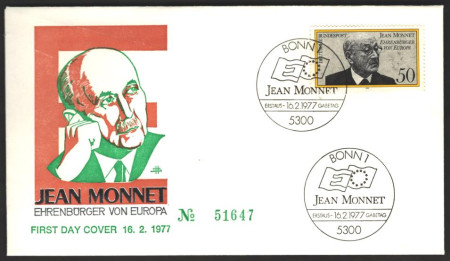 JEAN MONNET
EHRENBÜRGER VON EUROPA
FIRST DAY COVER 16. 2. 1977
№ 51647
BONN 1
JEAN MONNET
ERSTAUS-16.2.1977 GABETAG
5300
DEUTSCHE BUNDESPOST
JEAN MONNET
EHRENBÜRGER
VON EUROPA
50
BONN 1
JEAN MONNET
ERSTAUS-16.2.1977 GABETAG
5300